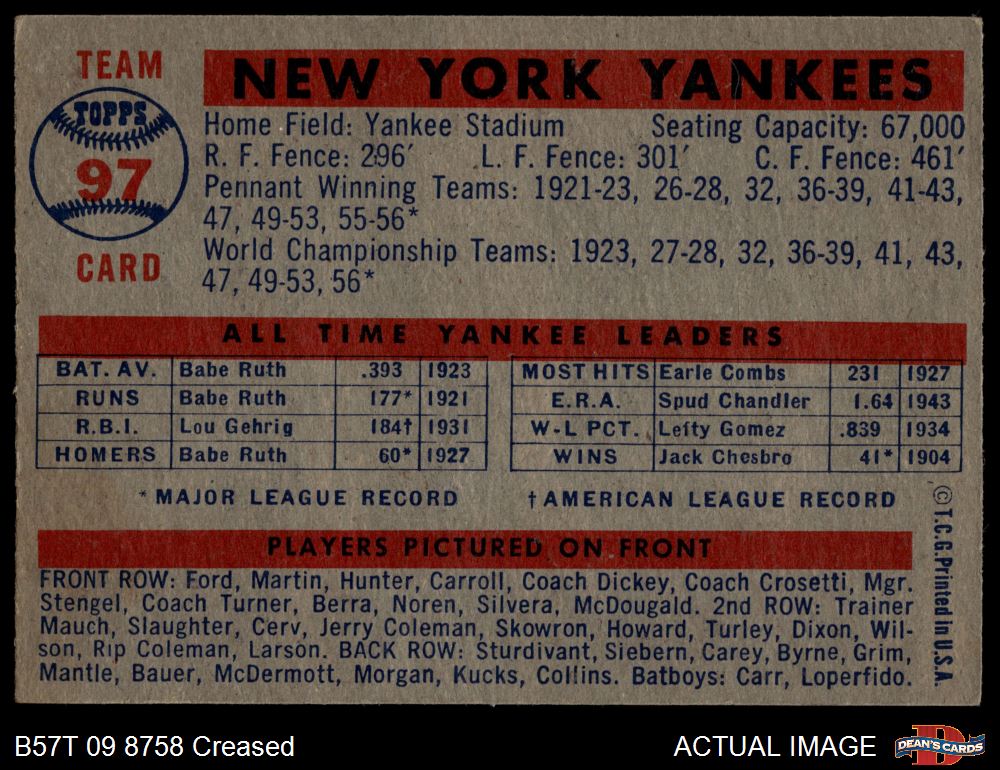 TEAM
TOPPS
97
CARD
NEW YORK YANKEES
Home Field: Yankee Stadium Seating Capacity: 67,000
R. F. Fence: 296′ L. F. Fence: 301′ C. F. Fence: 461′
Pennant Winning Teams: 1921-23, 26-28, 32, 36-39, 41-43,
47, 49-53, 55-56*
World Championship Teams: 1923, 27-28, 32, 36-39, 41, 43,
47, 49-53, 56*
ALL TIME YANKEE LEADERS
BAT. AV. Babe Ruth .393 1923 MOST HITS Earle Combs 231 1927
RUNS Babe Ruth 177* 1921 E.R.A. Spud Chandler 1.64 1943
R.B.I. Lou Gehrig 184† 1931 W-L PCT. Lefty Gomez .839 1934
HOMERS Babe Ruth 60* 1927 WINS Jack Chesbro 41* 1904
* MAJOR LEAGUE RECORD † AMERICAN LEAGUE RECORD
PLAYERS PICTURED ON FRONT
FRONT ROW: Ford, Martin, Hunter, Carroll, Coach Dickey, Coach Crosetti, Mgr.
Stengel, Coach Turner, Berra, Noren, Silvera, McDougald. 2nd ROW: Trainer
Mauch, Slaughter, Cerv, Jerry Coleman, Skowron, Howard, Turley, Dixon, Wil-
son, Rip Coleman, Larson. BACK ROW: Sturdivant, Siebern, Carey, Byrne, Grim,
Mantle, Bauer, McDermott, Morgan, Kucks, Collins. Batboys: Carr, Loperfido.
© T.C.G. Printed in U.S.A.
B57T 09 8758 Creased
ACTUAL IMAGE
D
DEAN'S CARDS